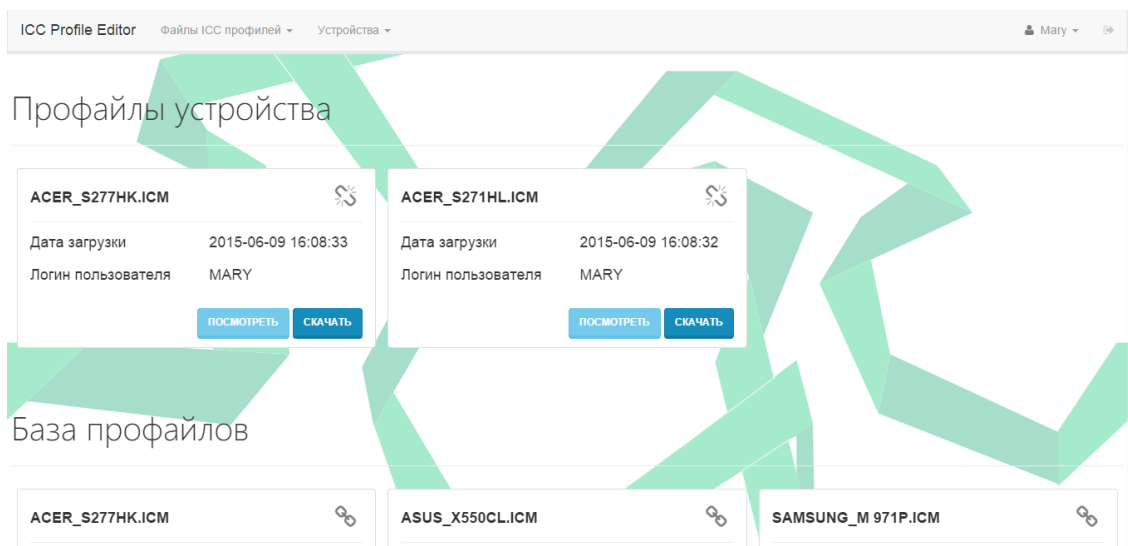 ICC Profile Editor Файлы ICC профилей Устройства Mary
Профайлы устройства
ACER_S277HK.ICM ACER_S271HL.ICM
Дата загрузки 2015-06-09 16:08:33 Дата загрузки 2015-06-09 16:08:32
Логин пользователя MARY Логин пользователя MARY
ПОСМОТРЕТЬ СКАЧАТЬ ПОСМОТРЕТЬ СКАЧАТЬ
База профайлов
ACER_S277HK.ICM ASUS_X550CL.ICM SAMSUNG_M 971P.ICM